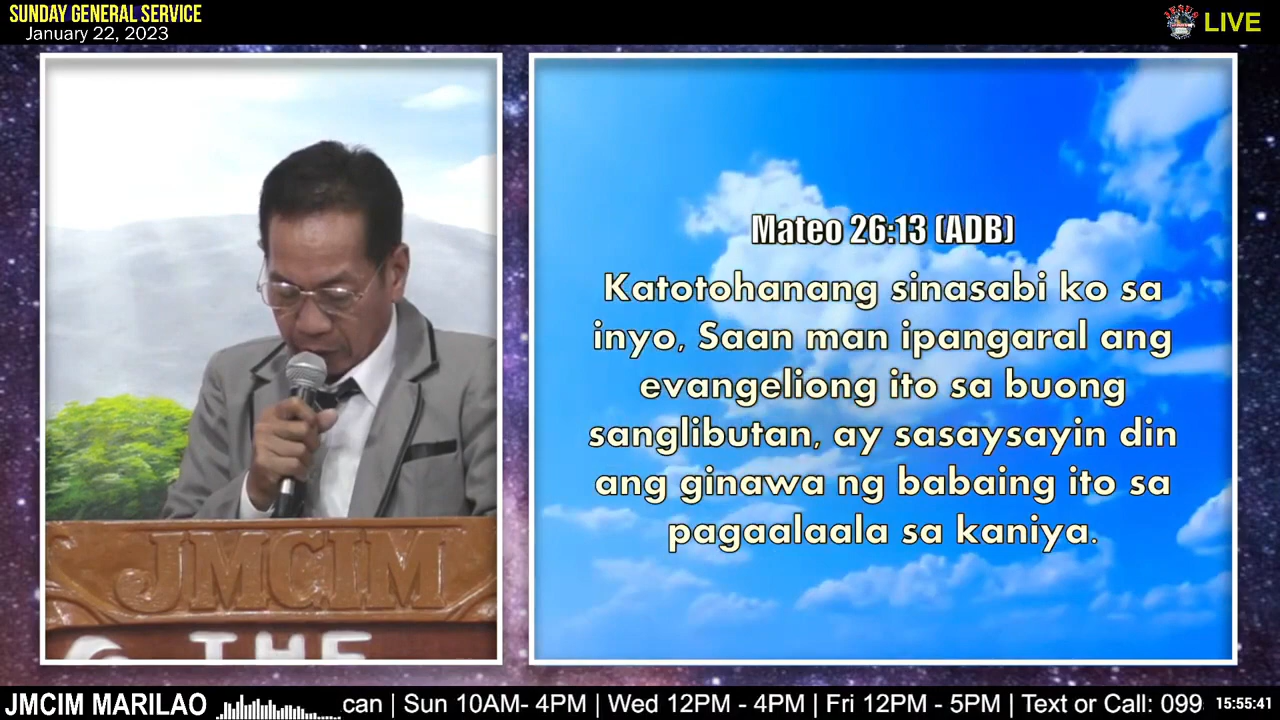 SUNDAY GENERAL SERVICE
January 22, 2023
LIVE
Mateo 26:13 (ADB)
Katotohanang sinasabi ko sa
inyo, Saan man ipangaral ang
evangeliong ito sa buong
sanglibutan, ay sasaysayin din
ang ginawa ng babaing ito sa
pagaalaala sa kaniya.
JMCIM
THE
JMCIM MARILAO
can | Sun 10AM- 4PM | Wed 12PM - 4PM | Fri 12PM - 5PM | Text or Call: 099
15:55:41